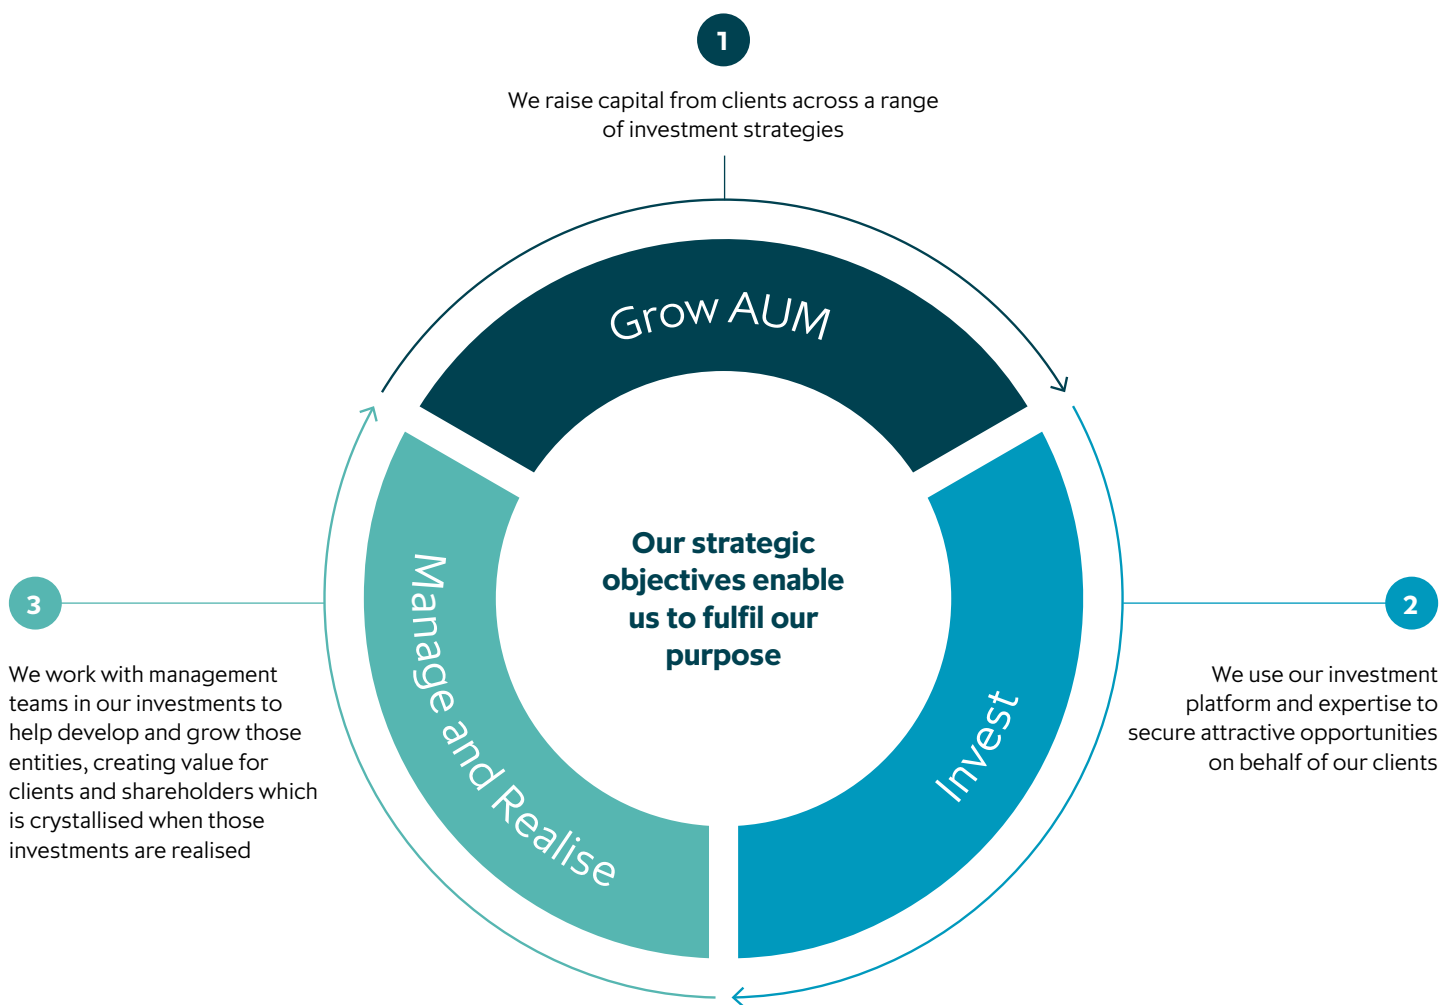 1
We raise capital from clients across a range
of investment strategies
Grow AUM
Our strategic
objectives enable
us to fulfil our
purpose
2
We use our investment
platform and expertise to
secure attractive opportunities
on behalf of our clients
Invest
3
We work with management
teams in our investments to
help develop and grow those
entities, creating value for
clients and shareholders which
is crystallised when those
investments are realised
Manage and Realise